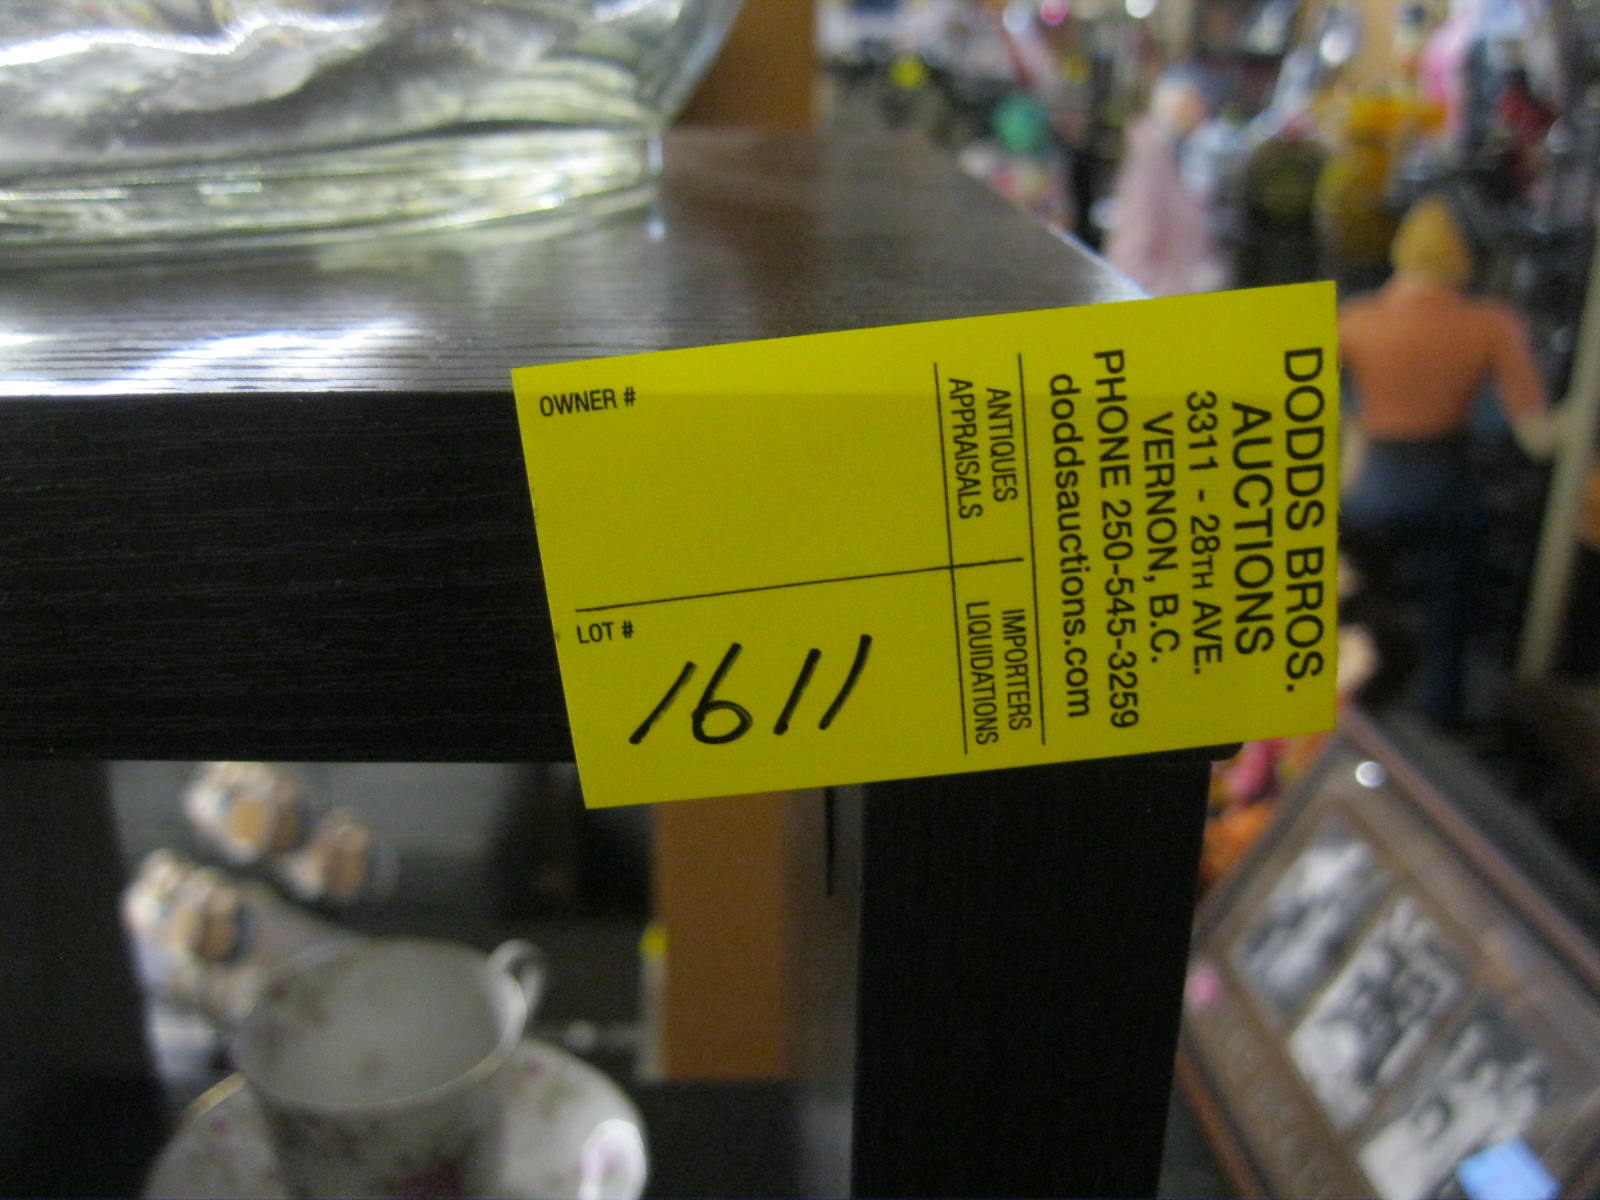 DODDS BROS.
AUCTIONS
3311 - 28TH AVE.
VERNON, B.C.
PHONE 250-545-3259
doddsauctions.com
ANTIQUES
APPRAISALS
IMPORTERS
LIQUIDATIONS
OWNER #
LOT #
1611